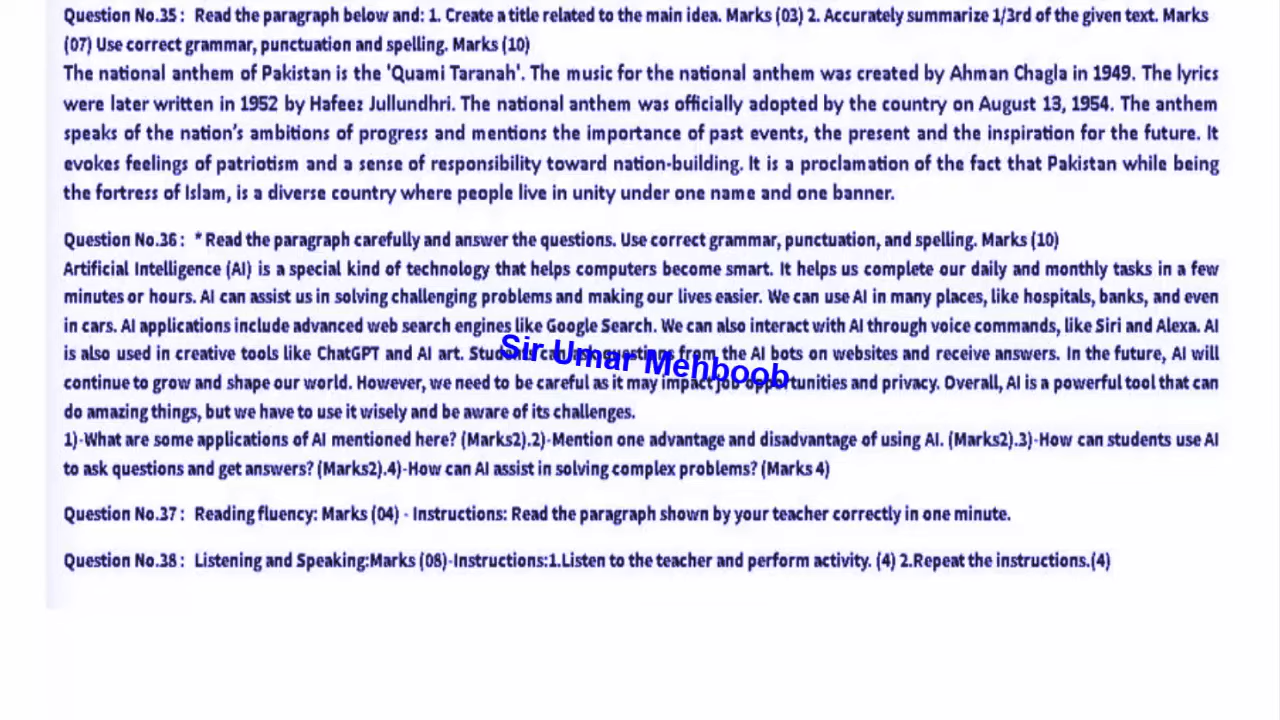 Question No.35 : Read the paragraph below and: 1. Create a title related to the main idea. Marks (03) 2. Accurately summarize 1/3rd of the given text. Marks
(07) Use correct grammar, punctuation and spelling. Marks (10)
The national anthem of Pakistan is the 'Quami Taranah'. The music for the national anthem was created by Ahman Chagla in 1949. The lyrics
were later written in 1952 by Hafeez Jullundhri. The national anthem was officially adopted by the country on August 13, 1954. The anthem
speaks of the nation's ambitions of progress and mentions the importance of past events, the present and the inspiration for the future. It
evokes feelings of patriotism and a sense of responsibility toward nation-building. It is a proclamation of the fact that Pakistan while being
the fortress of Islam, is a diverse country where people live in unity under one name and one banner.
Question No.36 : * Read the paragraph carefully and answer the questions. Use correct grammar, punctuation, and spelling. Marks (10)
Artificial Intelligence (AI) is a special kind of technology that helps computers become smart. It helps us complete our daily and monthly tasks in a few
minutes or hours. AI can assist us in solving challenging problems and making our lives easier. We can use AI in many places, like hospitals, banks, and even
in cars. AI applications include advanced web search engines like Google Search. We can also interact with AI through voice commands, like Siri and Alexa. AI
is also used in creative tools like ChatGPT and AI art. Students can ask questions from the AI bots on websites and receive answers. In the future, AI will
continue to grow and shape our world. However, we need to be careful as it may impact job opportunities and privacy. Overall, AI is a powerful tool that can
do amazing things, but we have to use it wisely and be aware of its challenges.
1)-What are some applications of AI mentioned here? (Marks2).2)-Mention one advantage and disadvantage of using AI. (Marks2).3)-How can students use AI
to ask questions and get answers? (Marks2).4)-How can AI assist in solving complex problems? (Marks 4)
Question No.37 : Reading fluency: Marks (04) - Instructions: Read the paragraph shown by your teacher correctly in one minute.
Question No.38 : Listening and Speaking:Marks (08)-Instructions:1.Listen to the teacher and perform activity. (4) 2.Repeat the instructions.(4)
Sir Umar Mehboob